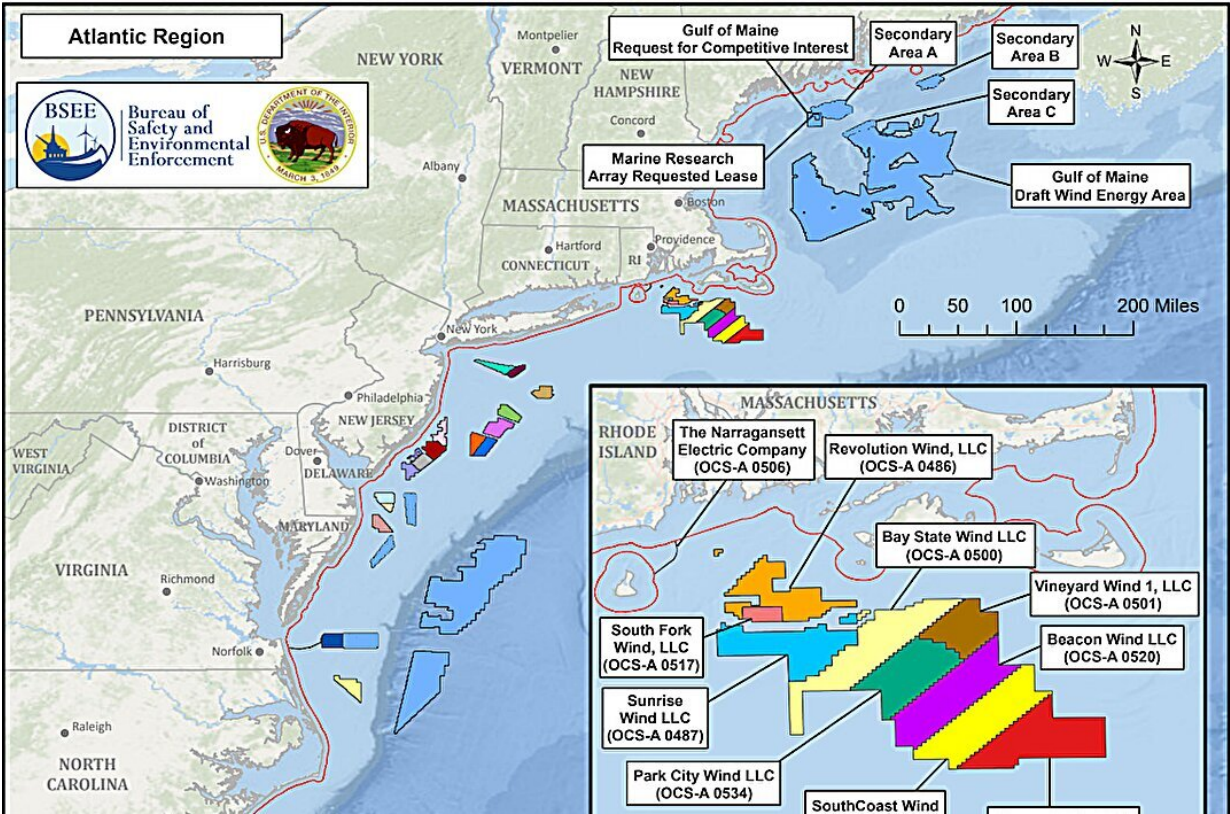 Atlantic Region
BSEE
Bureau of
Safety and
Environmental
Enforcement
U.S. DEPARTMENT OF THE INTERIOR
MARCH 3, 1849
Gulf of Maine
Request for Competitive Interest
Secondary
Area A
Secondary
Area B
Secondary
Area C
Marine Research
Array Requested Lease
Gulf of Maine
Draft Wind Energy Area
N
W
E
S
Montpelier
NEW YORK
VERMONT
NEW
HAMPSHIRE
Concord
Albany
MASSACHUSETTS
Boston
Hartford
Providence
CONNECTICUT
RI
0 50 100 200 Miles
PENNSYLVANIA
New York
Harrisburg
Philadelphia
NEW JERSEY
DISTRICT
of
COLUMBIA
WEST
VIRGINIA
Dover
DELAWARE
Washington
MARYLAND
VIRGINIA
Richmond
Norfolk
Raleigh
NORTH
CAROLINA
MASSACHUSETTS
RHODE
ISLAND
The Narragansett
Electric Company
(OCS-A 0506)
Revolution Wind, LLC
(OCS-A 0486)
Bay State Wind LLC
(OCS-A 0500)
Vineyard Wind 1, LLC
(OCS-A 0501)
South Fork
Wind, LLC
(OCS-A 0517)
Beacon Wind LLC
(OCS-A 0520)
Sunrise
Wind LLC
(OCS-A 0487)
Park City Wind LLC
(OCS-A 0534)
SouthCoast Wind